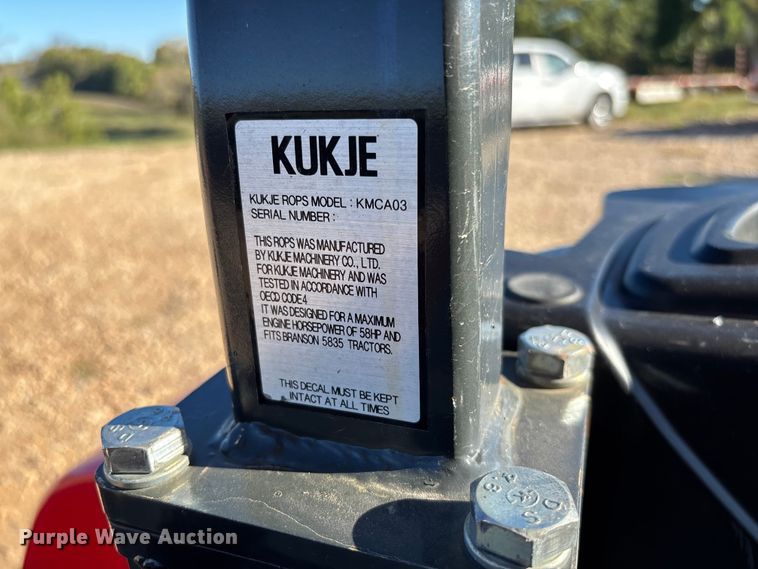 KUKJE
KUKJE ROPS MODEL : KMCA03
SERIAL NUMBER :
THIS ROPS WAS MANUFACTURED
BY KUKJE MACHINERY CO., LTD.
FOR KUKJE MACHINERY AND WAS
TESTED IN ACCORDANCE WITH
OECD CODE4
IT WAS DESIGNED FOR A MAXIMUM
ENGINE HORSEPOWER OF 58HP AND
FITS BRANSON 5835 TRACTORS.
THIS DECAL MUST BE KEPT
INTACT AT ALL TIMES
Purple Wave Auction